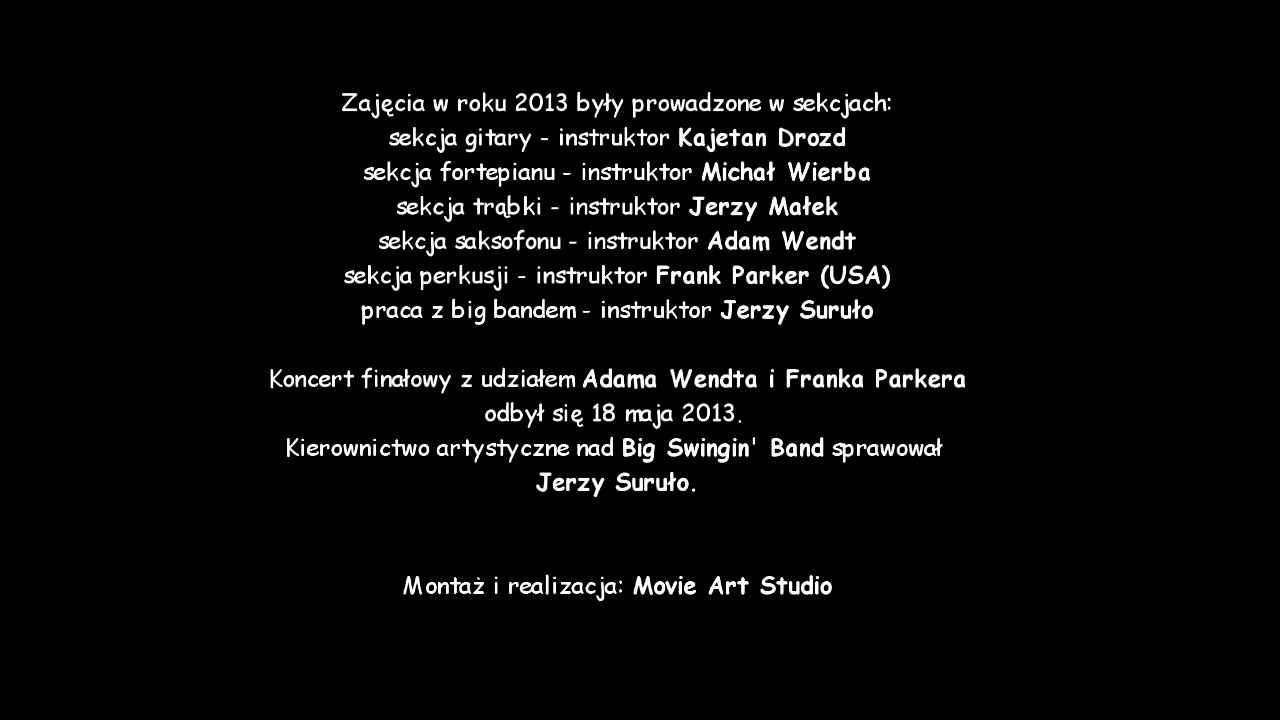 Zajęcia w roku 2013 były prowadzone w sekcjach:
sekcja gitary - instruktor Kajetan Drozd
sekcja fortepianu - instruktor Michał Wierba
sekcja trąbki - instruktor Jerzy Małek
sekcja saksofonu - instruktor Adam Wendt
sekcja perkusji - instruktor Frank Parker (USA)
praca z big bandem - instruktor Jerzy Suruło
Koncert finałowy z udziałem Adama Wendta i Franka Parkera
odbył się 18 maja 2013.
Kierownictwo artystyczne nad Big Swingin' Band sprawował
Jerzy Suruło.
Montaż i realizacja: Movie Art Studio